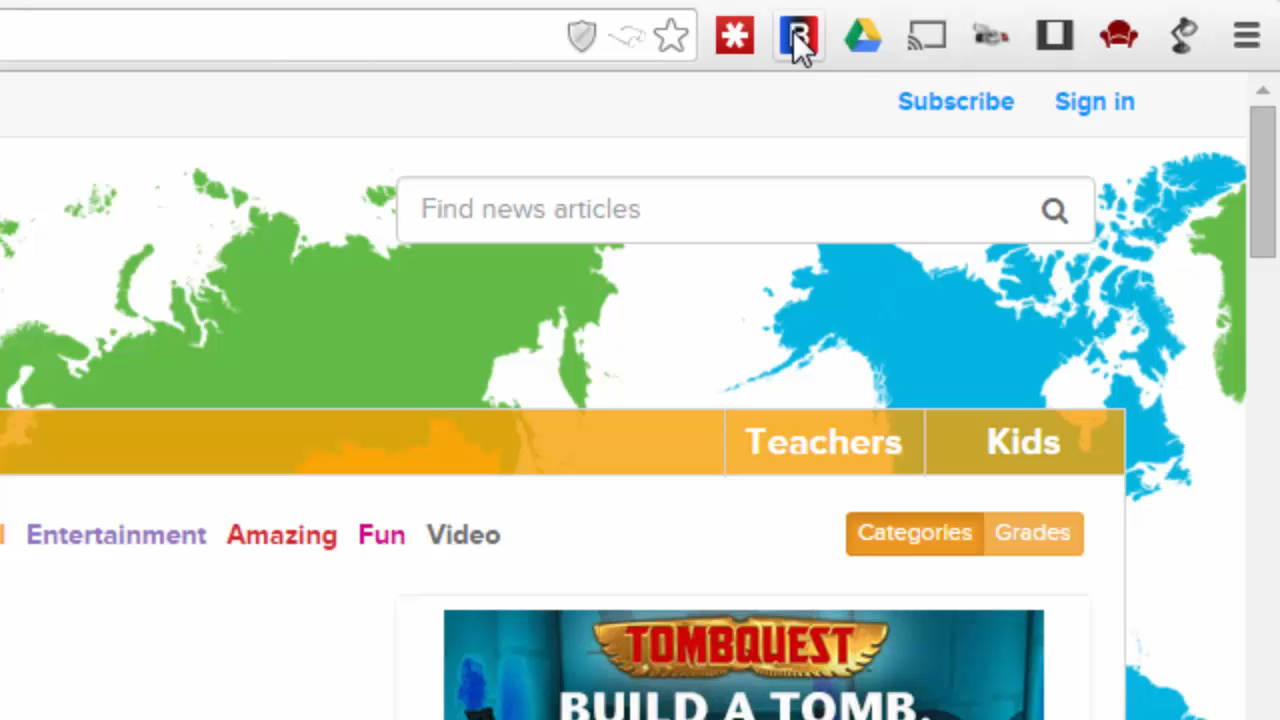 Subscribe Sign in
Find news articles
Teachers Kids
Entertainment Amazing Fun Video
Categories Grades
TOMBQUEST
BUILD A TOMB.